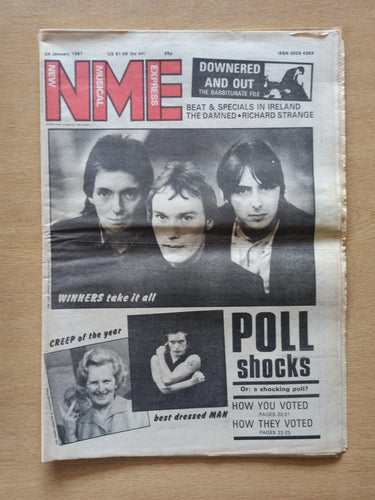 24 January 1981
US $1.95 (by air)
25p
ISSN 0028 6362
NEW
MUSICAL
EXPRESS
NME
DOWNERED
AND OUT
THE BARBITURATE FILE
BEAT & SPECIALS IN IRELAND
THE DAMNED • RICHARD STRANGE
WINNERS take it all
CREEP of the year
best dressed MAN
POLL
shocks
Or: a shocking poll?
HOW YOU VOTED
PAGES 20-21
HOW THEY VOTED
PAGES 22-23